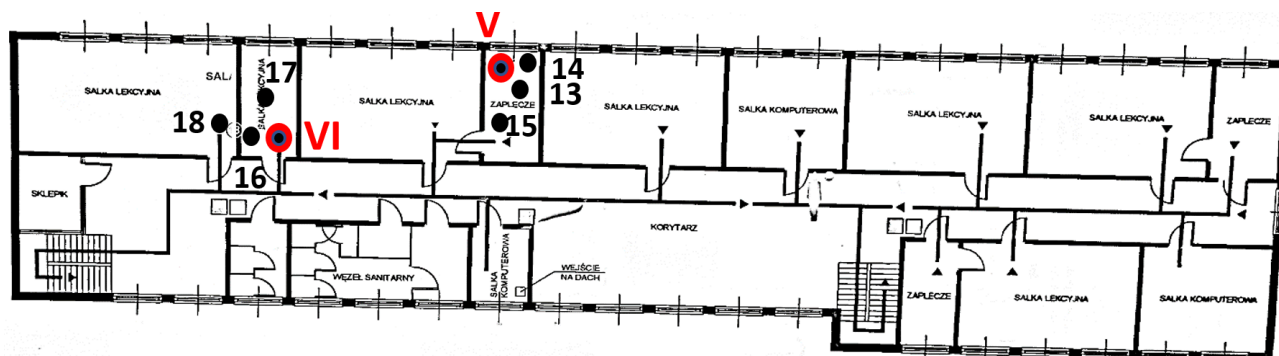 V
SALA
17
14
13
SALKA LEKCYJNA
SALKA LEKCYJNA
SALKA LEKCYJNA
ZAPLECZE
SALKA LEKCYJNA
SALKA KOMPUTEROWA
SALKA LEKCYJNA
SALKA LEKCYJNA
ZAPLECZE
18
VI
15
16
SKLEPIK
KORYTARZ
WĘZEŁ SANITARNY
SALKA
KOMPUTEROWA
WEJŚCIE
NA DACH
ZAPLECZE
SALKA LEKCYJNA
SALKA KOMPUTEROWA